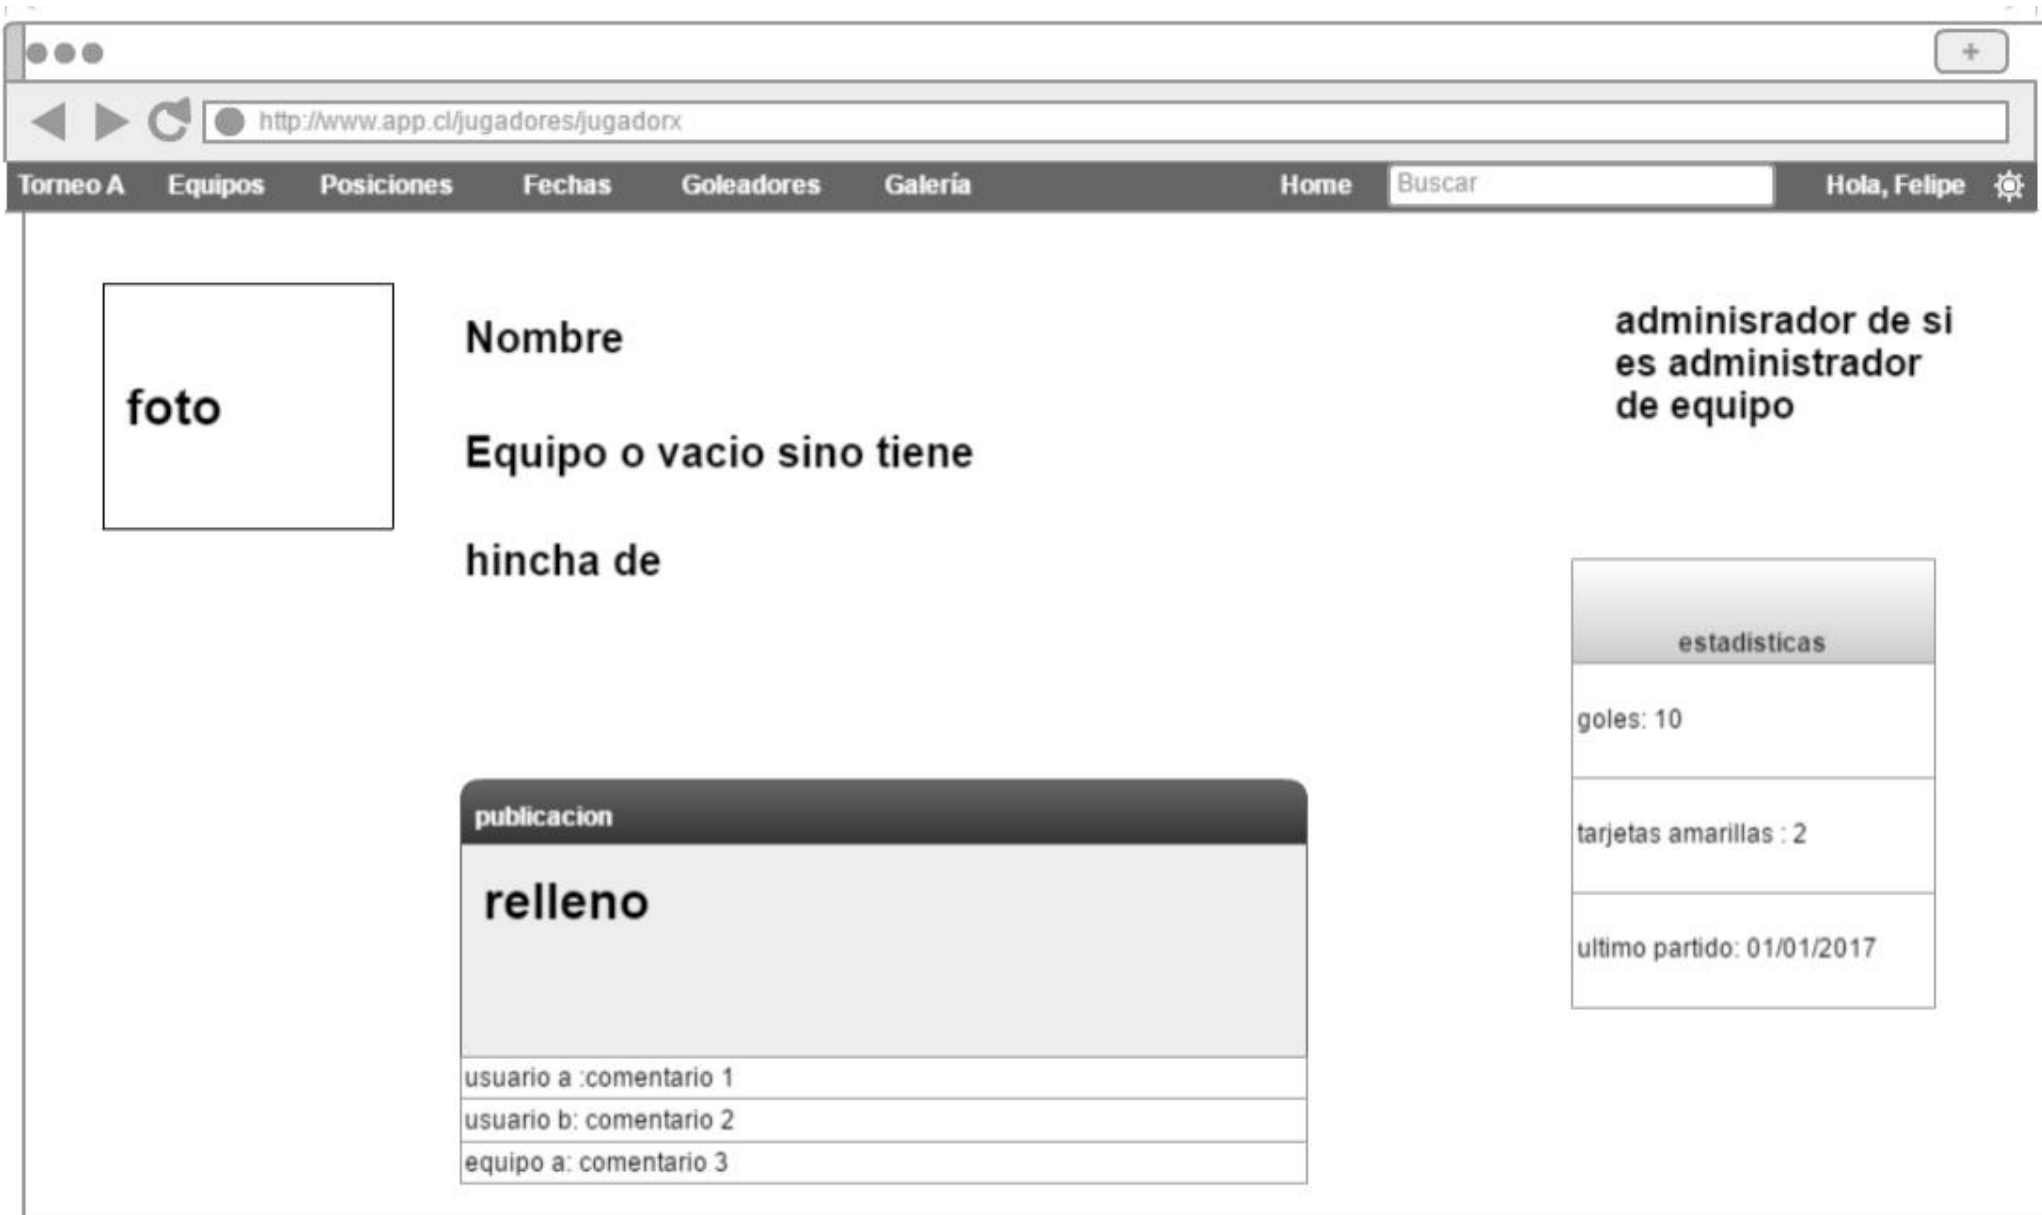 +
http://www.app.cl/jugadores/jugadorx
Torneo A Equipos Posiciones Fechas Goleadores Galería Home Buscar Hola, Felipe
foto
Nombre
Equipo o vacio sino tiene
hincha de
adminisrador de si
es administrador
de equipo
estadisticas
goles: 10
tarjetas amarillas : 2
ultimo partido: 01/01/2017
publicacion
relleno
usuario a :comentario 1
usuario b: comentario 2
equipo a: comentario 3